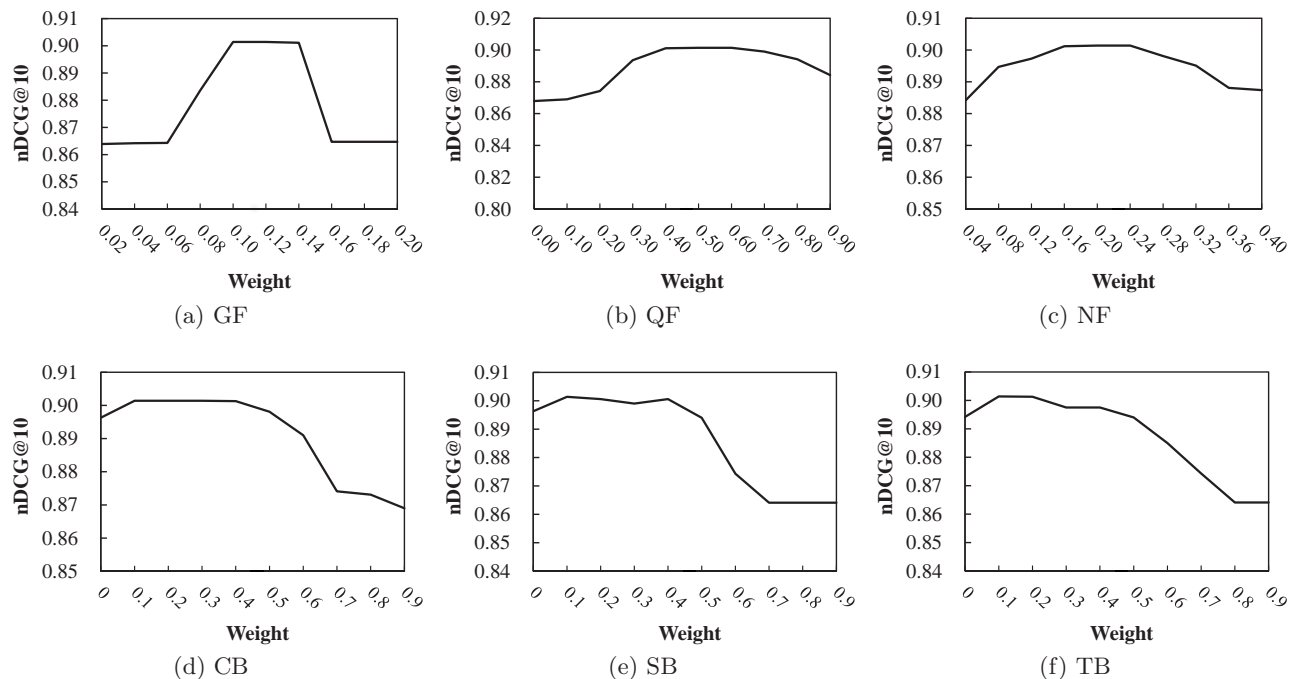 0.91
0.90
0.89
0.88
0.87
0.86
0.85
0.84
nDCG@10
0.02 0.04 0.06 0.08 0.10 0.12 0.14 0.16 0.18 0.20
Weight
(a) GF
0.92
0.90
0.88
0.86
0.84
0.82
0.80
nDCG@10
0.00 0.10 0.20 0.30 0.40 0.50 0.60 0.70 0.80 0.90
Weight
(b) QF
0.91
0.90
0.89
0.88
0.87
0.86
0.85
nDCG@10
0.04 0.08 0.12 0.16 0.20 0.24 0.28 0.32 0.36 0.40
Weight
(c) NF
0.91
0.90
0.89
0.88
0.87
0.86
0.85
nDCG@10
0 0.1 0.2 0.3 0.4 0.5 0.6 0.7 0.8 0.9
Weight
(d) CB
0.91
0.90
0.89
0.88
0.87
0.86
0.85
0.84
nDCG@10
0 0.1 0.2 0.3 0.4 0.5 0.6 0.7 0.8 0.9
Weight
(e) SB
0.91
0.90
0.89
0.88
0.87
0.86
0.85
0.84
nDCG@10
0 0.1 0.2 0.3 0.4 0.5 0.6 0.7 0.8 0.9
Weight
(f) TB